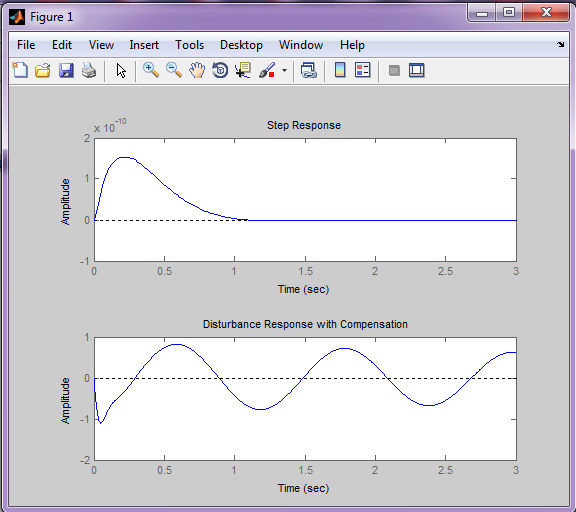 Figure 1
File Edit View Insert Tools Desktop Window Help
Step Response
x 10^-10
2
1
0
-1
Amplitude
0 0.5 1 1.5 2 2.5 3
Time (sec)
Disturbance Response with Compensation
1
0
-1
-2
Amplitude
0 0.5 1 1.5 2 2.5 3
Time (sec)